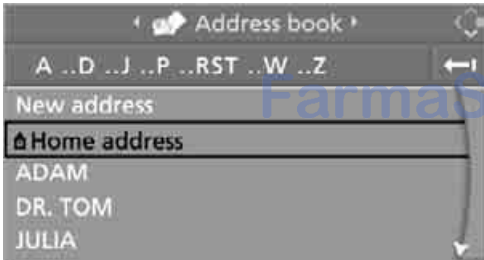 Address book
A ..D ..J ..P ..RST ..W ..Z
FarmaS
New address
Home address
ADAM
DR. TOM
JULIA